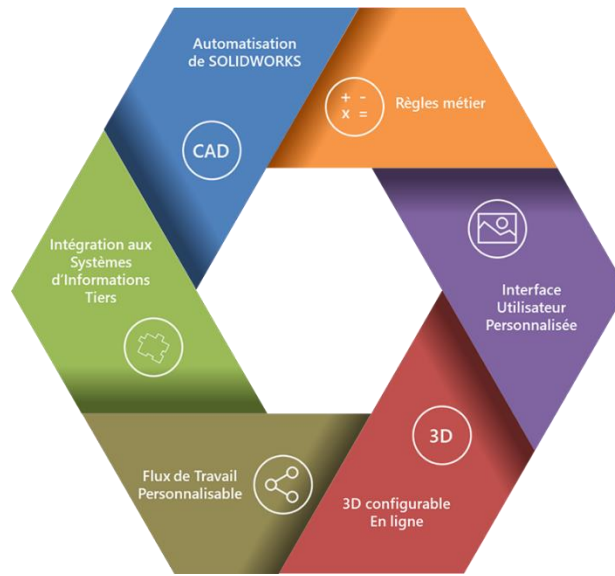 Automatisation
de SOLIDWORKS
CAD
+ -
x =
Règles métier
Interface
Utilisateur
Personnalisée
3D
3D configurable
En ligne
Flux de Travail
Personnalisable
Intégration aux
Systèmes
d'Informations
Tiers